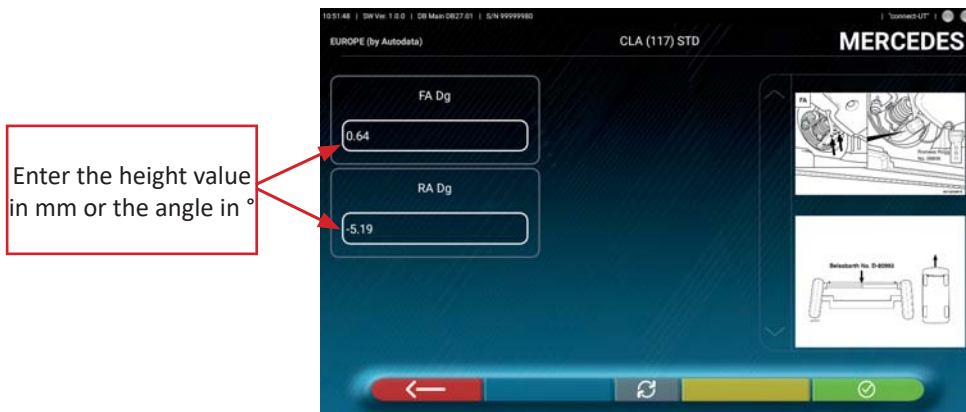 10:51:48 | SW Ver. 1.0.0 | DB Main DB27.01 | S/N 99999980
| "connect-UT" |
EUROPE (by Autodata)
CLA (117) STD
MERCEDES
FA Dg
0.64
RA Dg
-5.19
Enter the height value
in mm or the angle in °
FA
Beissbarth No. D-80993